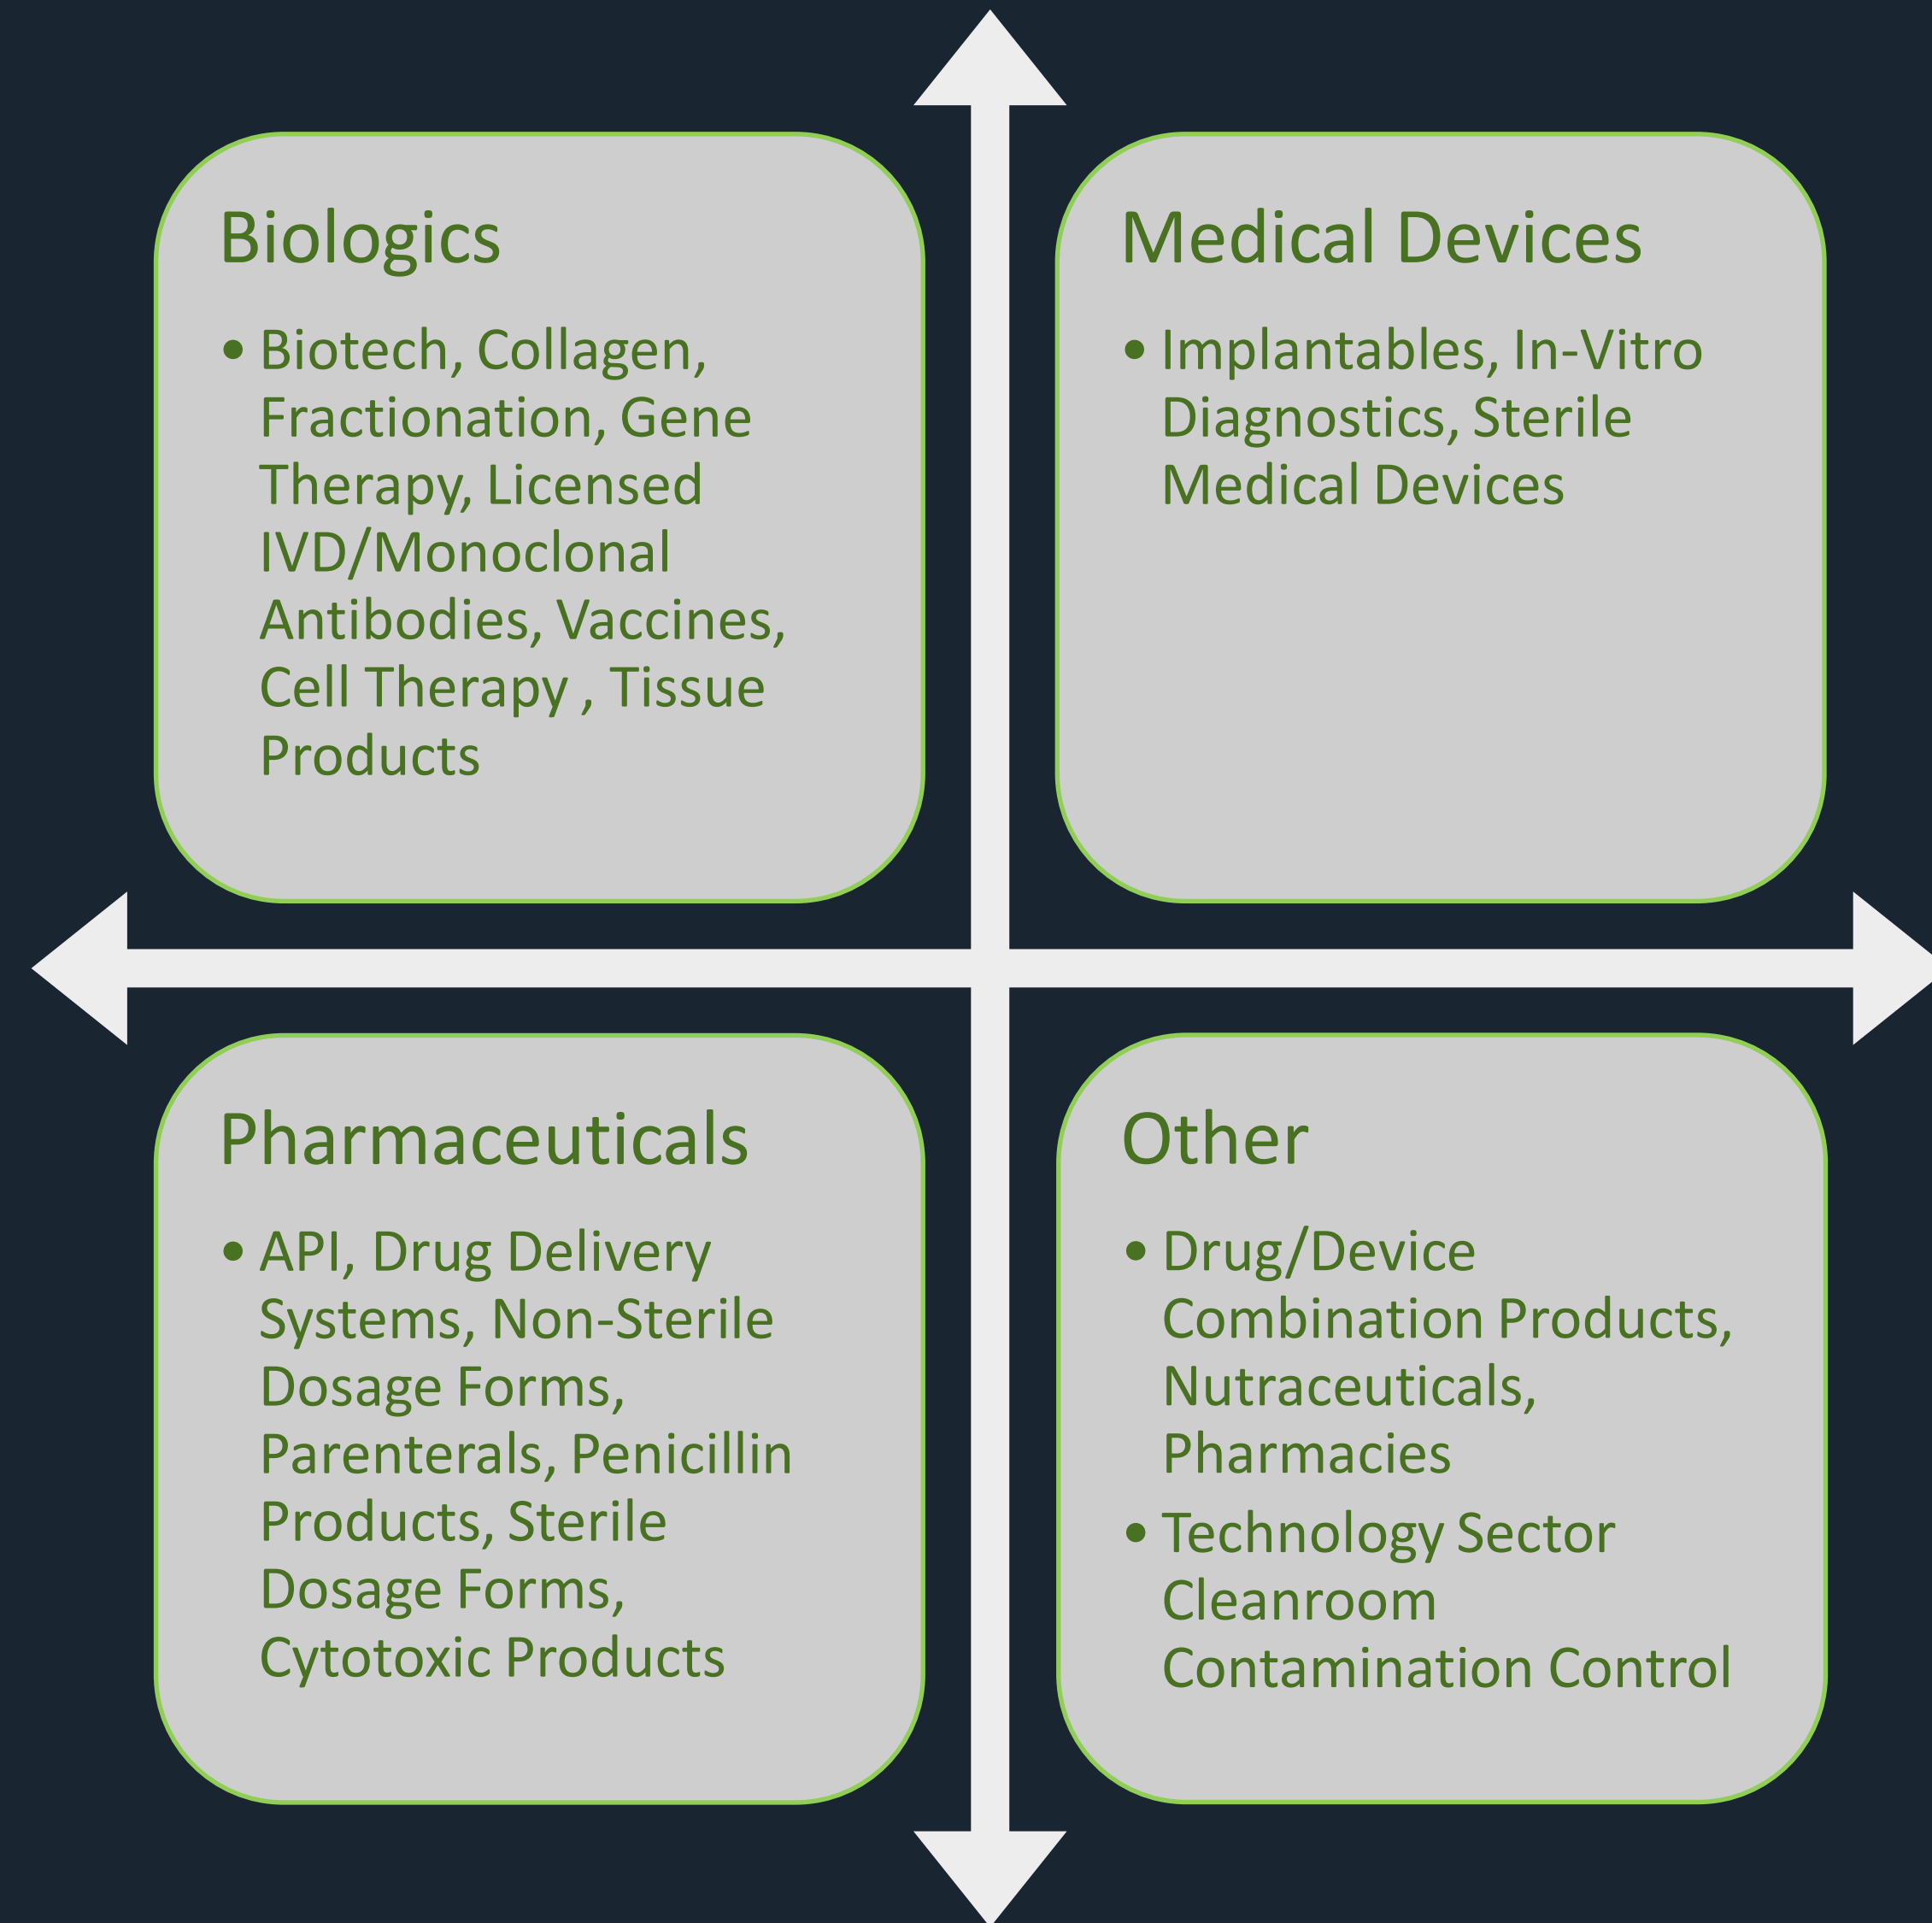 Biologics
• Biotech, Collagen,
Fractionation, Gene
Therapy, Licensed
IVD/Monoclonal
Antibodies, Vaccines,
Cell Therapy , Tissue
Products
Medical Devices
• Implantables, In-Vitro
Diagnostics, Sterile
Medical Devices
Pharmaceuticals
• API, Drug Delivery
Systems, Non-Sterile
Dosage Forms,
Parenterals, Penicillin
Products, Sterile
Dosage Forms,
Cytotoxic Products
Other
• Drug/Device
Combination Products,
Nutraceuticals,
Pharmacies
• Technology Sector
Cleanroom
Contamination Control